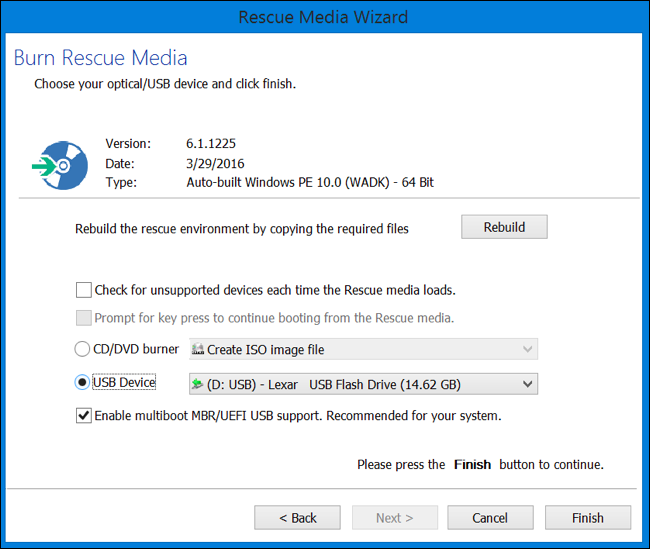 Rescue Media Wizard
Burn Rescue Media
Choose your optical/USB device and click finish.
Version: 6.1.1225
Date: 3/29/2016
Type: Auto-built Windows PE 10.0 (WADK) - 64 Bit
Rebuild the rescue environment by copying the required files Rebuild
Check for unsupported devices each time the Rescue media loads.
Prompt for key press to continue booting from the Rescue media.
CD/DVD burner Create ISO image file
USB Device (D: USB) - Lexar USB Flash Drive (14.62 GB)
Enable multiboot MBR/UEFI USB support. Recommended for your system.
Please press the Finish button to continue.
< Back Next > Cancel Finish